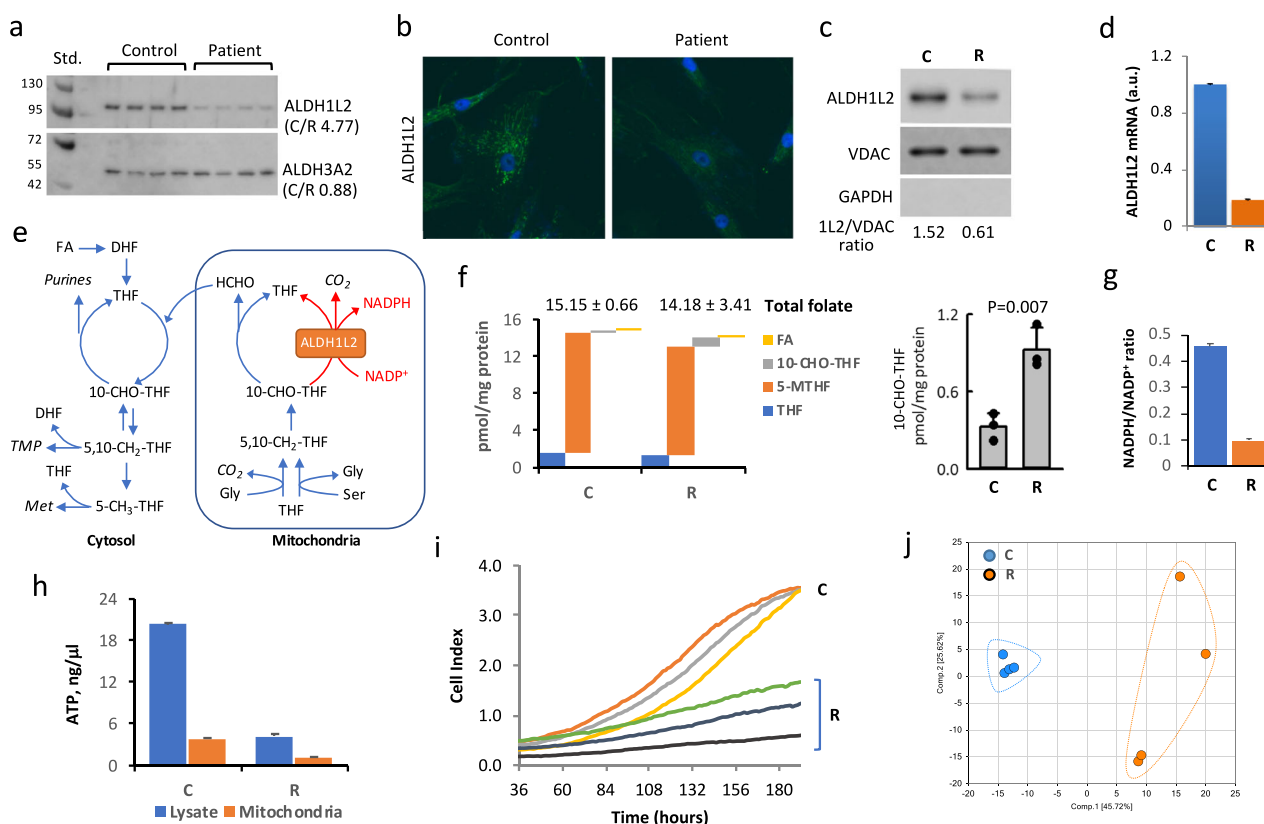 a
Std.
Control
Patient
130
95
72
55
42
ALDH1L2
(C/R 4.77)
ALDH3A2
(C/R 0.88)
b
Control
Patient
ALDH1L2
c
C
R
ALDH1L2
VDAC
GAPDH
1L2/VDAC
ratio
1.52
0.61
d
ALDH1L2 mRNA (a.u.)
1.2
0.8
0.4
0
C
R
e
FA
DHF
Purines
THF
HCHO
THF
CO2
NADPH
ALDH1L2
NADP+
10-CHO-THF
10-CHO-THF
DHF
TMP
5,10-CH2-THF
5,10-CH2-THF
THF
Met
5-CH3-THF
CO2
Gly
Gly
Ser
THF
Cytosol
Mitochondria
f
15.15 ± 0.66
14.18 ± 3.41
Total folate
FA
10-CHO-THF
5-MTHF
THF
pmol/mg protein
16
12
8
4
0
C
R
P=0.007
10-CHO-THF
pmol/mg protein
1.2
0.6
0.0
C
R
g
NADPH/NADP+ ratio
0.5
0.4
0.3
0.2
0.1
0
C
R
h
ATP, ng/µl
24
18
12
6
0
C
R
Lysate
Mitochondria
i
Cell Index
4.0
3.0
2.0
1.0
0.0
36
60
84
108
132
156
180
Time (hours)
C
R
j
C
R
Comp.2 [25.62%]
25
20
15
10
5
0
-5
-10
-15
-20
-20
-15
-10
-5
0
5
10
15
20
25
Comp.1 [45.72%]